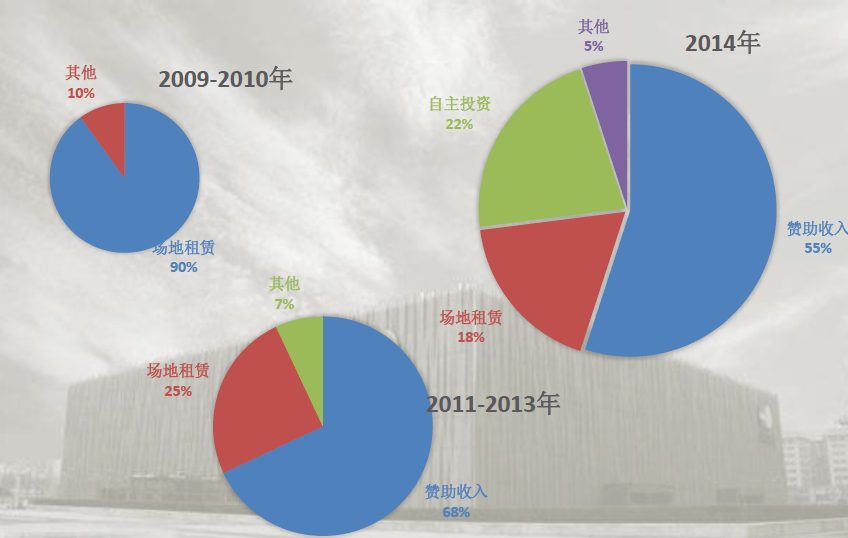 2009-2010年
其他
10%
场地租赁
90%
2014年
其他
5%
自主投资
22%
赞助收入
55%
场地租赁
18%
2011-2013年
其他
7%
场地租赁
25%
赞助收入
68%